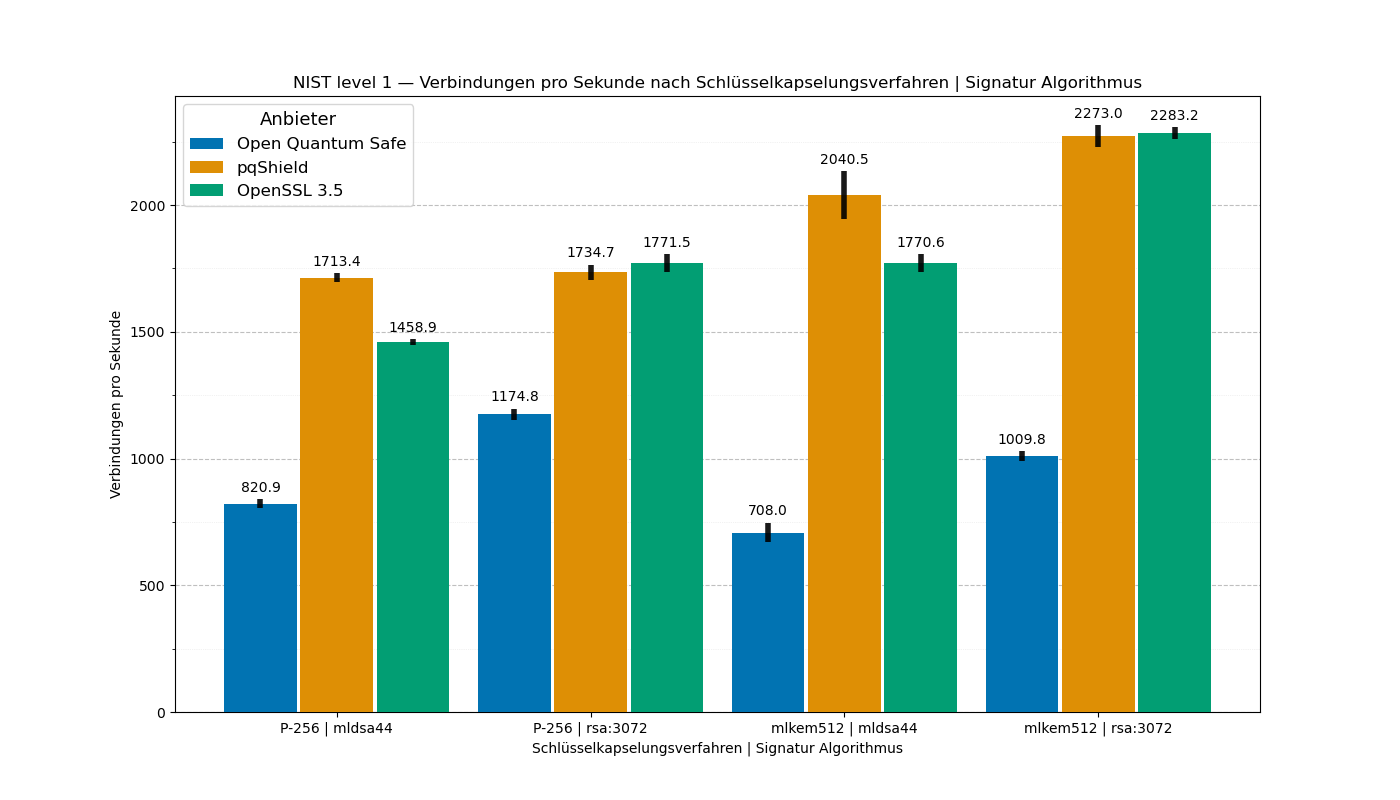 NIST level 1 — Verbindungen pro Sekunde nach Schlüsselkapselungsverfahren | Signatur Algorithmus
Anbieter
Open Quantum Safe
pqShield
OpenSSL 3.5
Verbindungen pro Sekunde
2000
1500
1000
500
0
820.9
1713.4
1458.9
1174.8
1734.7
1771.5
708.0
2040.5
1770.6
1009.8
2273.0
2283.2
P-256 | mldsa44
P-256 | rsa:3072
mlkem512 | mldsa44
mlkem512 | rsa:3072
Schlüsselkapselungsverfahren | Signatur Algorithmus